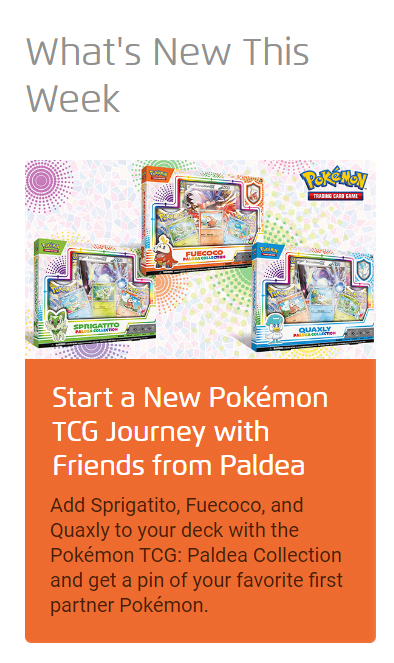 What's New This
Week
Pokémon
TRADING CARD GAME
FUECOCO
PALDEA COLLECTION
SPRIGATITO
PALDEA COLLECTION
QUAXLY
PALDEA COLLECTION
Start a New Pokémon
TCG Journey with
Friends from Paldea
Add Sprigatito, Fuecoco, and
Quaxly to your deck with the
Pokémon TCG: Paldea Collection
and get a pin of your favorite first
partner Pokémon.